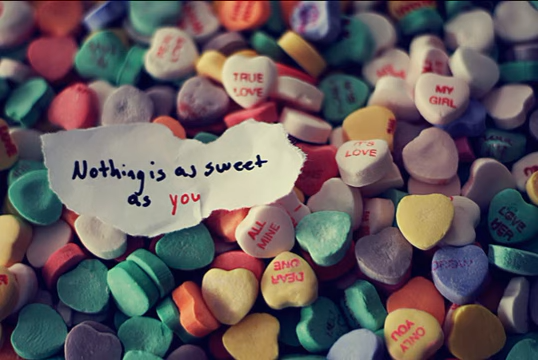 Nothing is as sweet
as you
TRUE
LOVE
MY
GIRL
IT'S
LOVE
ALL
MINE
DEAR
ONE
LOVE
HER
ONLY
YOU